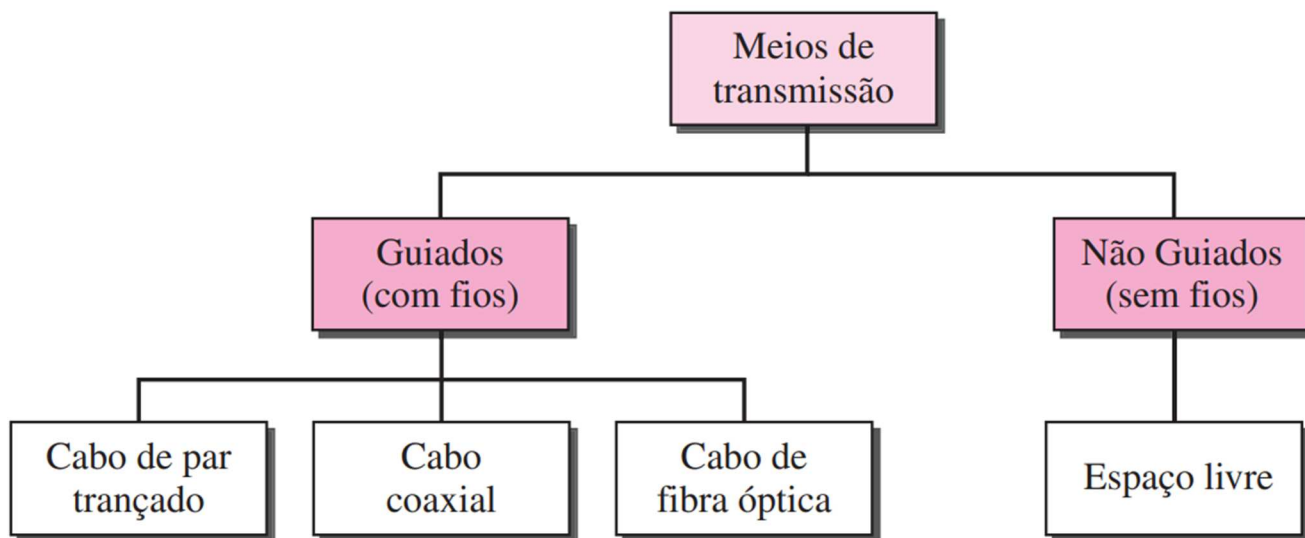 Meios de
transmissão
Guiados
(com fios)
Não Guiados
(sem fios)
Cabo de par
trançado
Cabo
coaxial
Cabo de
fibra óptica
Espaço livre